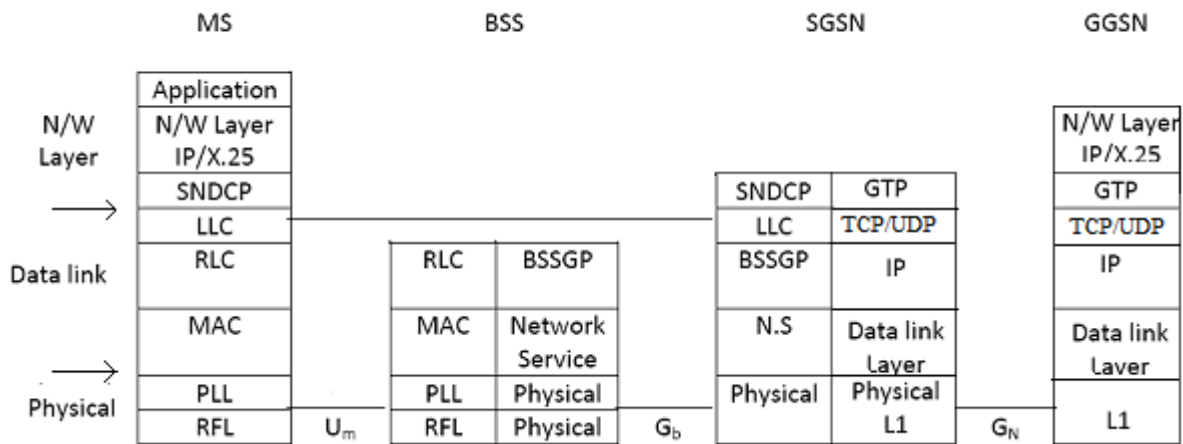 MS BSS SGSN GGSN
Application
N/W Layer
N/W Layer IP/X.25
N/W Layer IP/X.25
SNDCP
SNDCP GTP
GTP
LLC
LLC TCP/UDP
TCP/UDP
Data link
RLC
RLC BSSGP
BSSGP IP
IP
MAC
MAC Network Service
N.S Data link Layer
Data link Layer
Physical
PLL
PLL Physical
Physical Physical L1
L1
RFL
RFL Physical
Um Gb GN